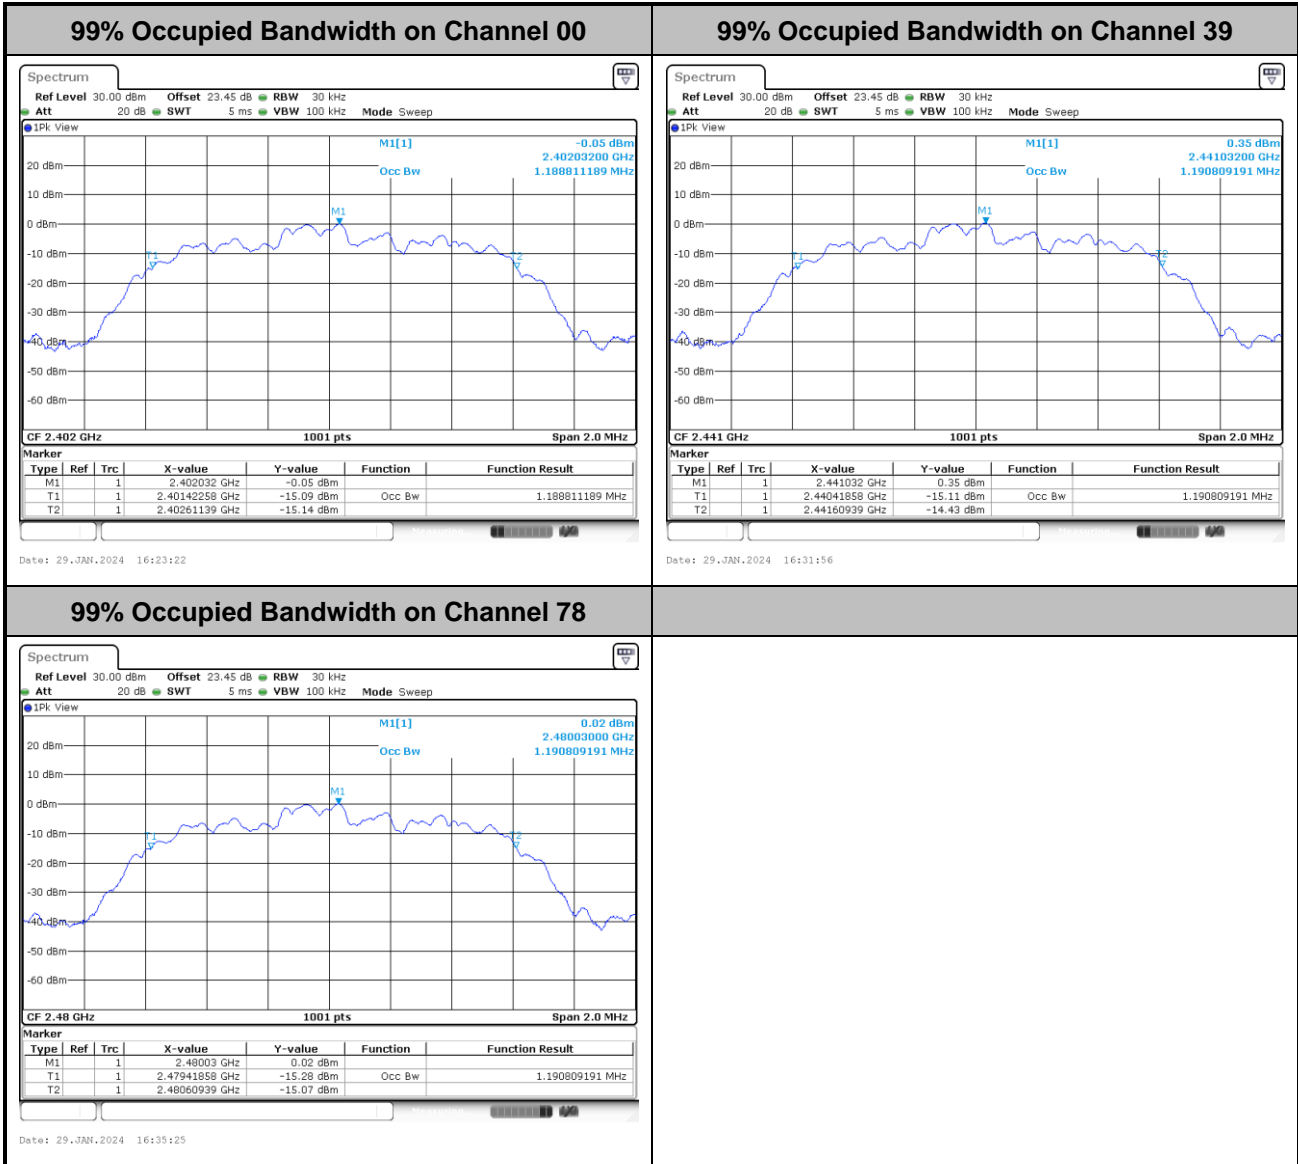 99% Occupied Bandwidth on Channel 00
Spectrum
Ref Level 30.00 dBm Offset 23.45 dB RBW 30 kHz
Att 20 dB SWT 5 ms VBW 100 kHz Mode Sweep
1Pk View
M1[1] -0.05 dBm
2.40203200 GHz
Occ Bw 1.188811189 MHz
20 dBm
10 dBm
M1
0 dBm
-10 dBm
T1
T2
-20 dBm
-30 dBm
-40 dBm
-50 dBm
-60 dBm
CF 2.402 GHz 1001 pts Span 2.0 MHz
Marker
Type Ref Trc X-value Y-value Function Function Result
M1 1 2.402032 GHz -0.05 dBm
T1 1 2.40142258 GHz -15.09 dBm Occ Bw 1.188811189 MHz
T2 1 2.40261139 GHz -15.14 dBm
Date: 29.JAN.2024 16:23:22
99% Occupied Bandwidth on Channel 39
Spectrum
Ref Level 30.00 dBm Offset 23.45 dB RBW 30 kHz
Att 20 dB SWT 5 ms VBW 100 kHz Mode Sweep
1Pk View
M1[1] 0.35 dBm
2.44103200 GHz
Occ Bw 1.190809191 MHz
20 dBm
10 dBm
M1
0 dBm
-10 dBm
T1
T2
-20 dBm
-30 dBm
-40 dBm
-50 dBm
-60 dBm
CF 2.441 GHz 1001 pts Span 2.0 MHz
Marker
Type Ref Trc X-value Y-value Function Function Result
M1 1 2.441032 GHz 0.35 dBm
T1 1 2.44041858 GHz -15.11 dBm Occ Bw 1.190809191 MHz
T2 1 2.44160939 GHz -14.43 dBm
Date: 29.JAN.2024 16:31:56
99% Occupied Bandwidth on Channel 78
Spectrum
Ref Level 30.00 dBm Offset 23.45 dB RBW 30 kHz
Att 20 dB SWT 5 ms VBW 100 kHz Mode Sweep
1Pk View
M1[1] 0.02 dBm
2.48003000 GHz
Occ Bw 1.190809191 MHz
20 dBm
10 dBm
M1
0 dBm
-10 dBm
T1
T2
-20 dBm
-30 dBm
-40 dBm
-50 dBm
-60 dBm
CF 2.48 GHz 1001 pts Span 2.0 MHz
Marker
Type Ref Trc X-value Y-value Function Function Result
M1 1 2.48003 GHz 0.02 dBm
T1 1 2.47941858 GHz -15.28 dBm Occ Bw 1.190809191 MHz
T2 1 2.48060939 GHz -15.07 dBm
Date: 29.JAN.2024 16:35:25